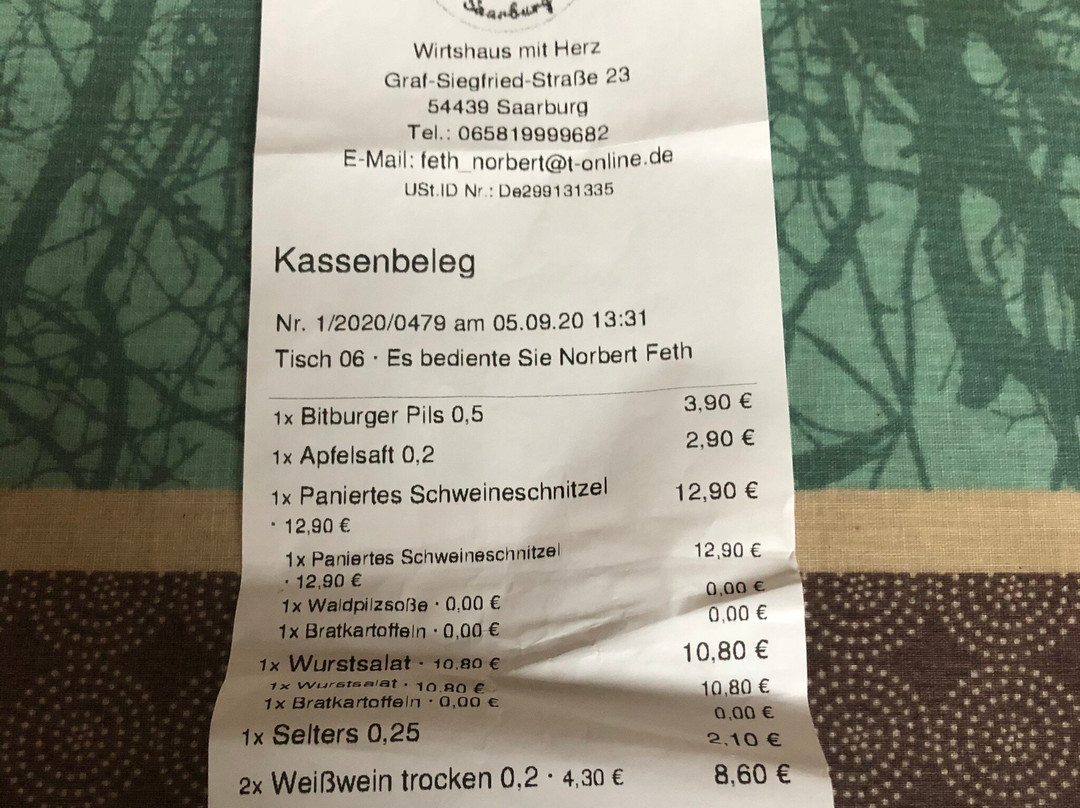 Saarburg
Wirtshaus mit Herz
Graf-Siegfried-Straße 23
54439 Saarburg
Tel.: 065819999682
E-Mail: feth_norbert@t-online.de
USt.ID Nr.: De299131335
Kassenbeleg
Nr. 1/2020/0479 am 05.09.20 13:31
Tisch 06 · Es bediente Sie Norbert Feth
1x Bitburger Pils 0,5 3,90 €
1x Apfelsaft 0,2 2,90 €
1x Paniertes Schweineschnitzel 12,90 €
· 12,90 €
1x Paniertes Schweineschnitzel 12,90 €
· 12,90 €
1x Waldpilzsoße · 0,00 € 0,00 €
1x Bratkartoffeln · 0,00 € 0,00 €
1x Wurstsalat · 10,80 € 10,80 €
1x Wurstsalat · 10,80 € 10,80 €
1x Bratkartoffeln · 0,00 € 0,00 €
1x Selters 0,25 2,10 €
2x Weißwein trocken 0,2 · 4,30 € 8,60 €